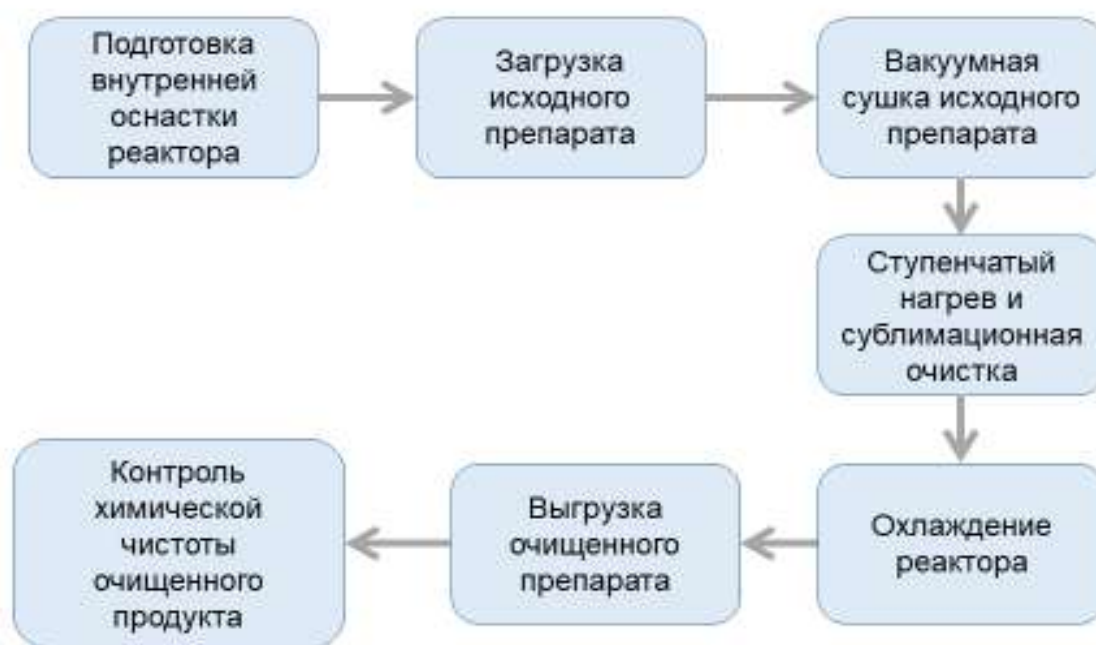 Подготовка
внутренней
оснастки
реактора
Загрузка
исходного
препарата
Вакуумная
сушка исходного
препарата
Ступенчатый
нагрев и
сублимационная
очистка
Охлаждение
реактора
Выгрузка
очищенного
препарата
Контроль
химической
чистоты
очищенного
продукта